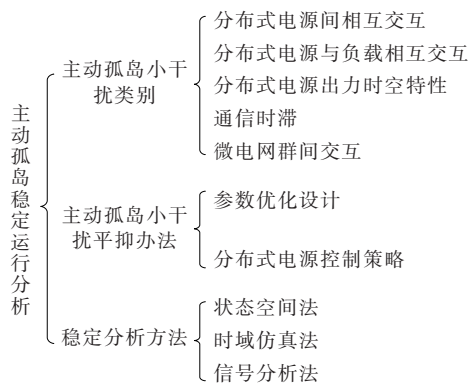 主动孤岛稳定运行分析
主动孤岛小干
扰类别
分布式电源间相互交互
分布式电源与负载相互交互
分布式电源出力时空特性
通信时滞
微电网群间交互
主动孤岛小干
扰平抑办法
参数优化设计
分布式电源控制策略
稳定分析方法
状态空间法
时域仿真法
信号分析法